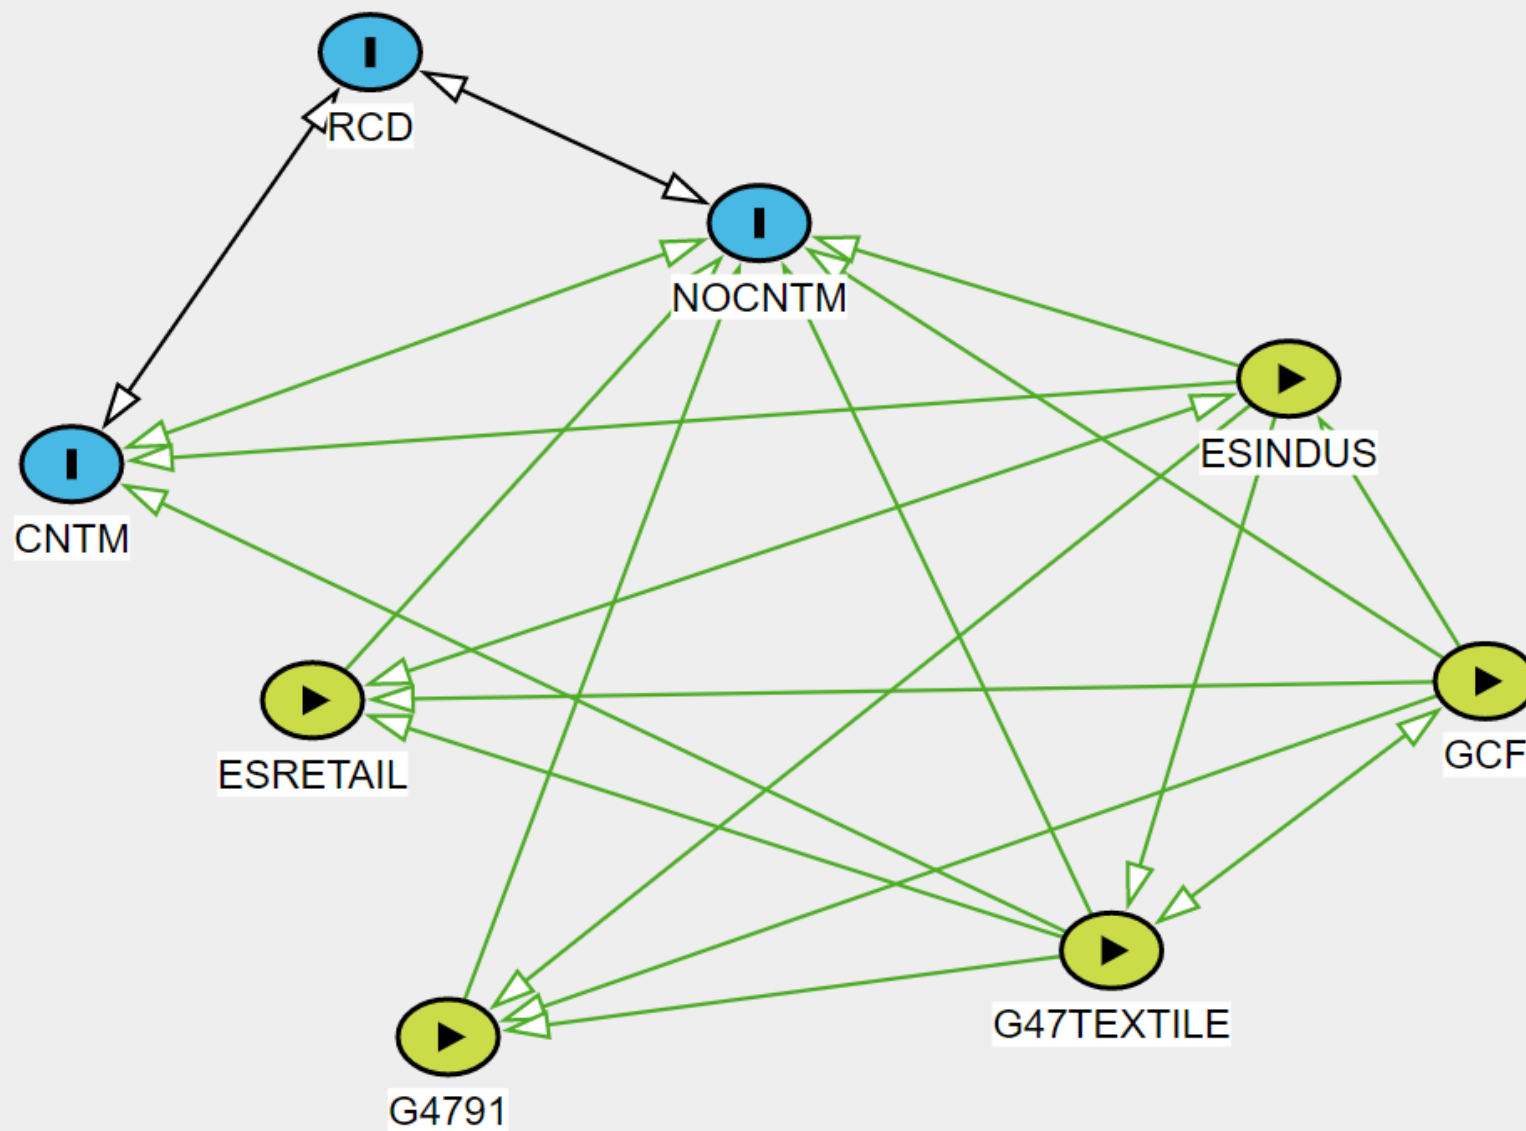 RCD
NOCNTM
ESINDUS
CNTM
ESRETAIL
GCF
G47TEXTILE
G4791